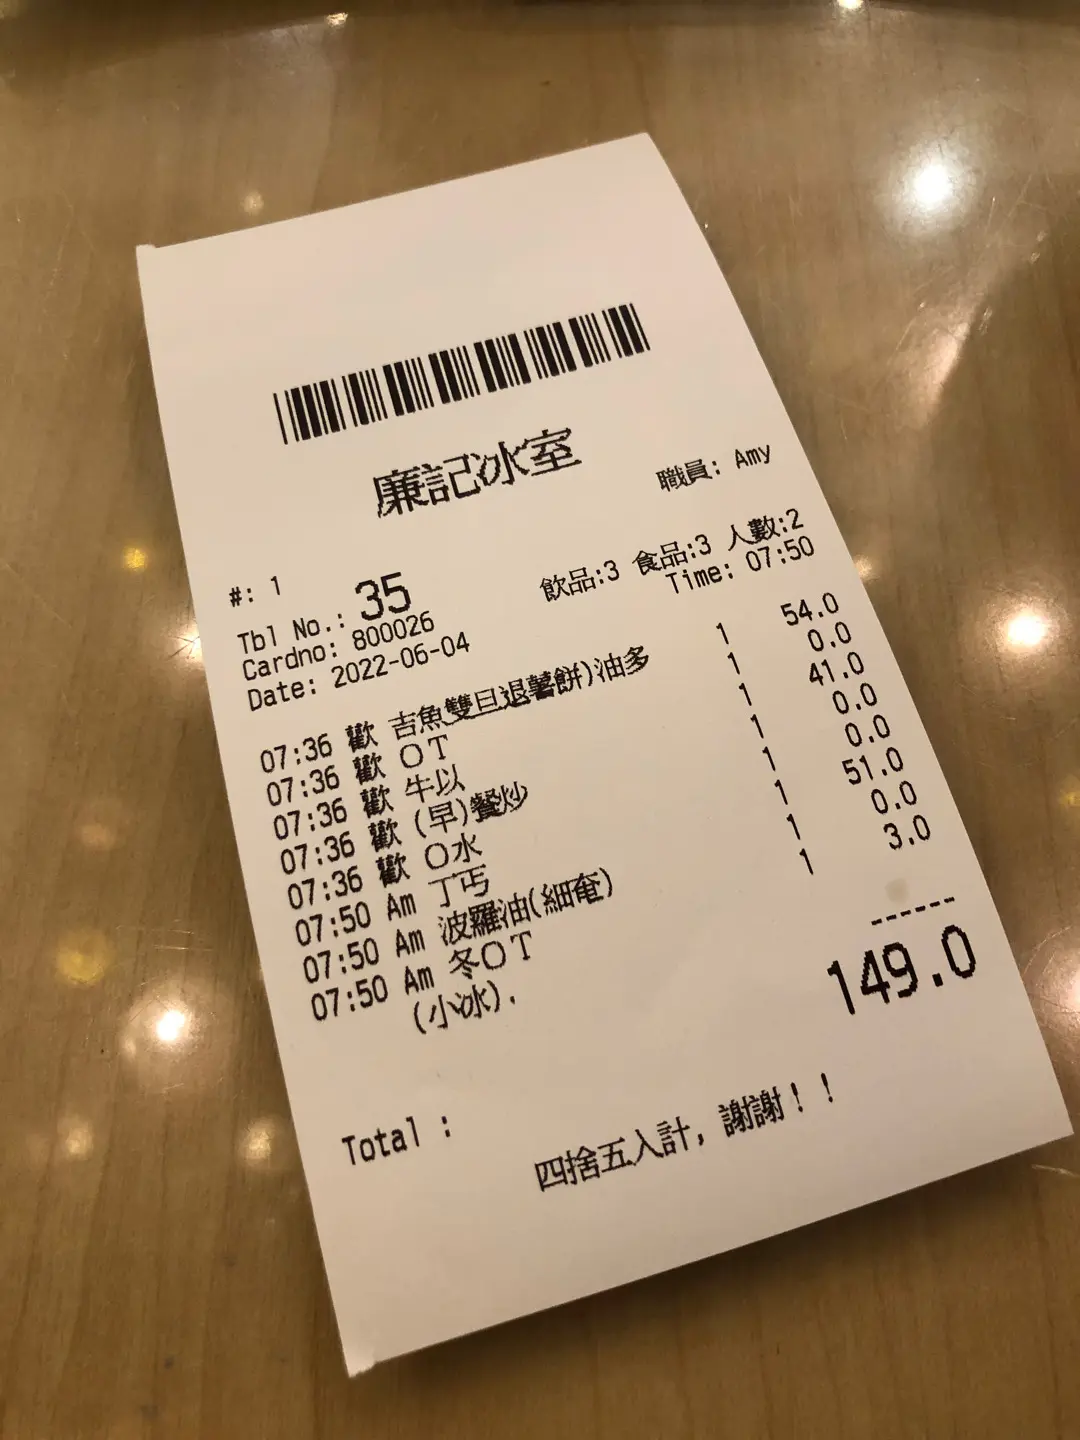 廉記冰室
職員: Amy
#: 1
飲品:3 食品:3 人數:2
Tbl No.: 35
Cardno: 800026
Date: 2022-06-04 Time: 07:50
07:36 歡 吉魚雙旦退薯餅)油多 1 54.0
07:36 歡 OT 1 0.0
07:36 歡 牛以 1 41.0
07:36 歡 (早)餐炒 1 0.0
07:36 歡 O水 1 0.0
07:50 Am 丁丐 1 51.0
07:50 Am 波羅油(細奄) 1 0.0
07:50 Am 冬OT 1 3.0
(小冰).
------
149.0
Total :
四捨五入計, 謝謝! !